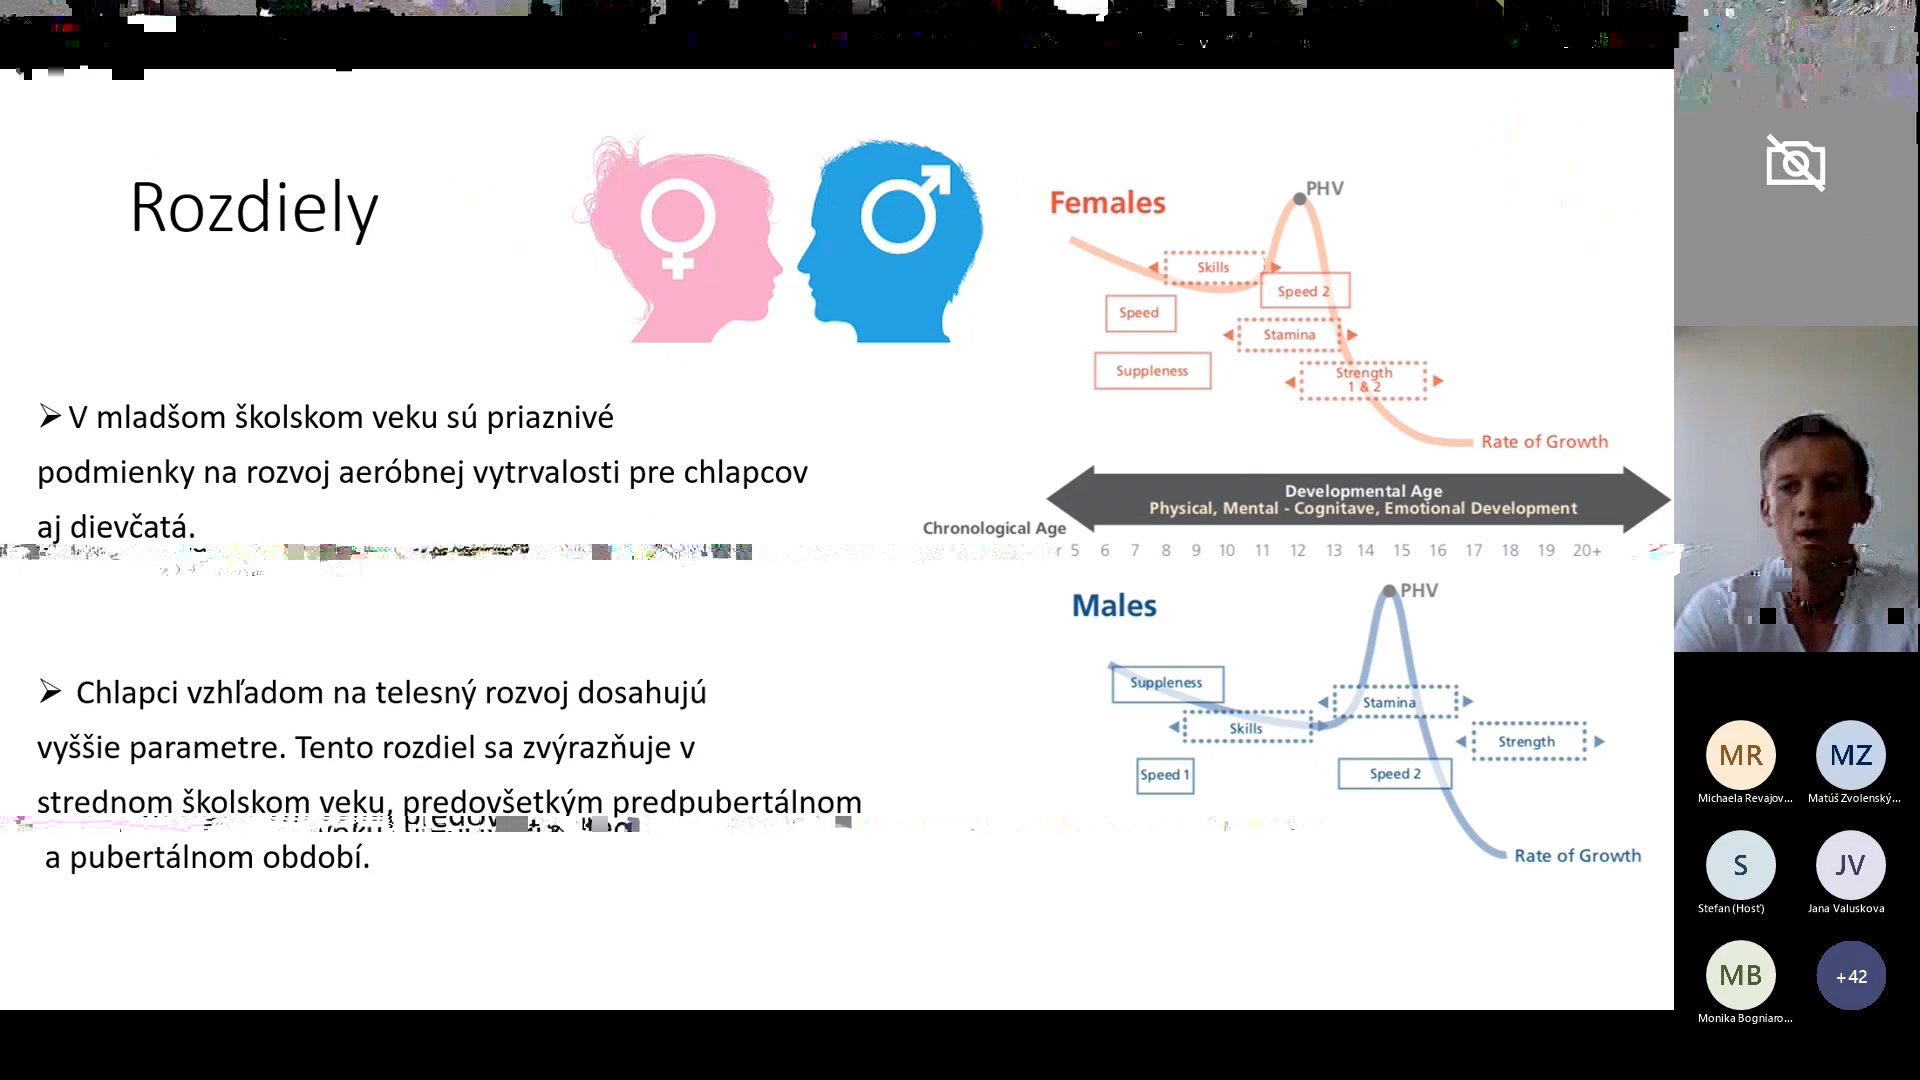 Rozdiely
➢ V mladšom školskom veku sú priaznivé
podmienky na rozvoj aeróbnej vytrvalosti pre chlapcov
aj dievčatá.
➢ Chlapci vzhľadom na telesný rozvoj dosahujú
vyššie parametre. Tento rozdiel sa zvýrazňuje v
strednom školskom veku, predovšetkým predpubertálnom
a pubertálnom období.
Females
PHV
Skills
Speed 2
Speed
Stamina
Suppleness
Strength
1 & 2
Rate of Growth
Developmental Age
Physical, Mental - Cognitave, Emotional Development
Chronological Age
5 6 7 8 9 10 11 12 13 14 15 16 17 18 19 20+
Males
PHV
Suppleness
Stamina
Skills
Strength
Speed 1
Speed 2
Rate of Growth
MR
Michaela Revajov...
MZ
Matúš Zvolenský...
S
Stefan (Hosť)
JV
Jana Valuskova
MB
Monika Bogniaro...
+42